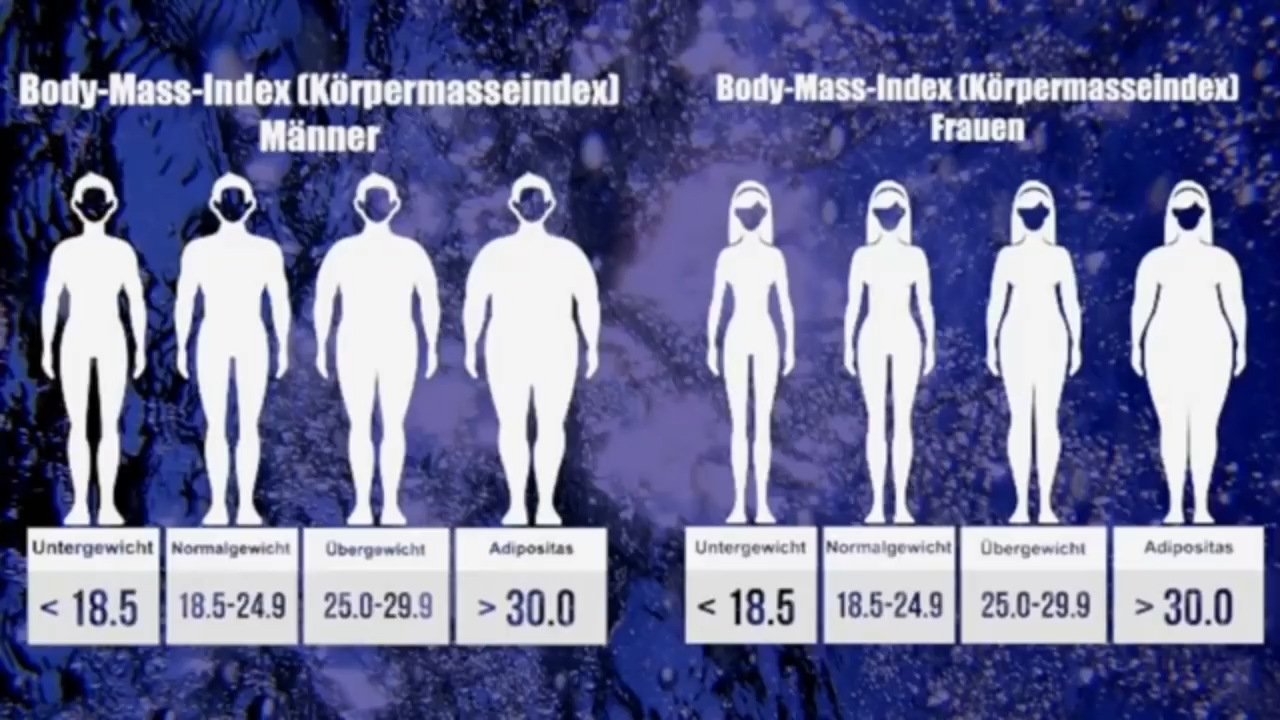 Body-Mass-Index (Körpermasseindex)
Männer
Untergewicht
< 18.5
Normalgewicht
18.5-24.9
Übergewicht
25.0-29.9
Adipositas
> 30.0
Body-Mass-Index (Körpermasseindex)
Frauen
Untergewicht
< 18.5
Normalgewicht
18.5-24.9
Übergewicht
25.0-29.9
Adipositas
> 30.0